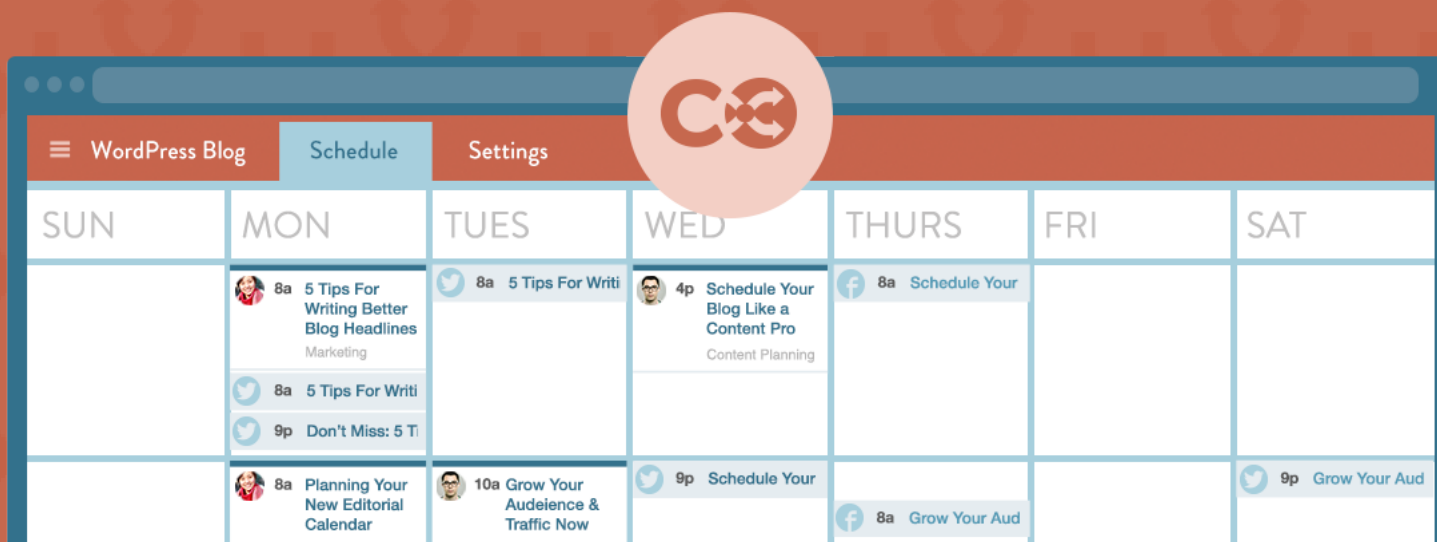 WordPress Blog Schedule Settings
SUN MON TUES WED THURS FRI SAT
8a 5 Tips For
Writing Better
Blog Headlines
Marketing
8a 5 Tips For Writi
9p Don't Miss: 5 Ti
8a 5 Tips For Writi
4p Schedule Your
Blog Like a
Content Pro
Content Planning
8a Schedule Your
8a Planning Your
New Editorial
Calendar
10a Grow Your
Audeience &
Traffic Now
9p Schedule Your
8a Grow Your Aud
9p Grow Your Aud